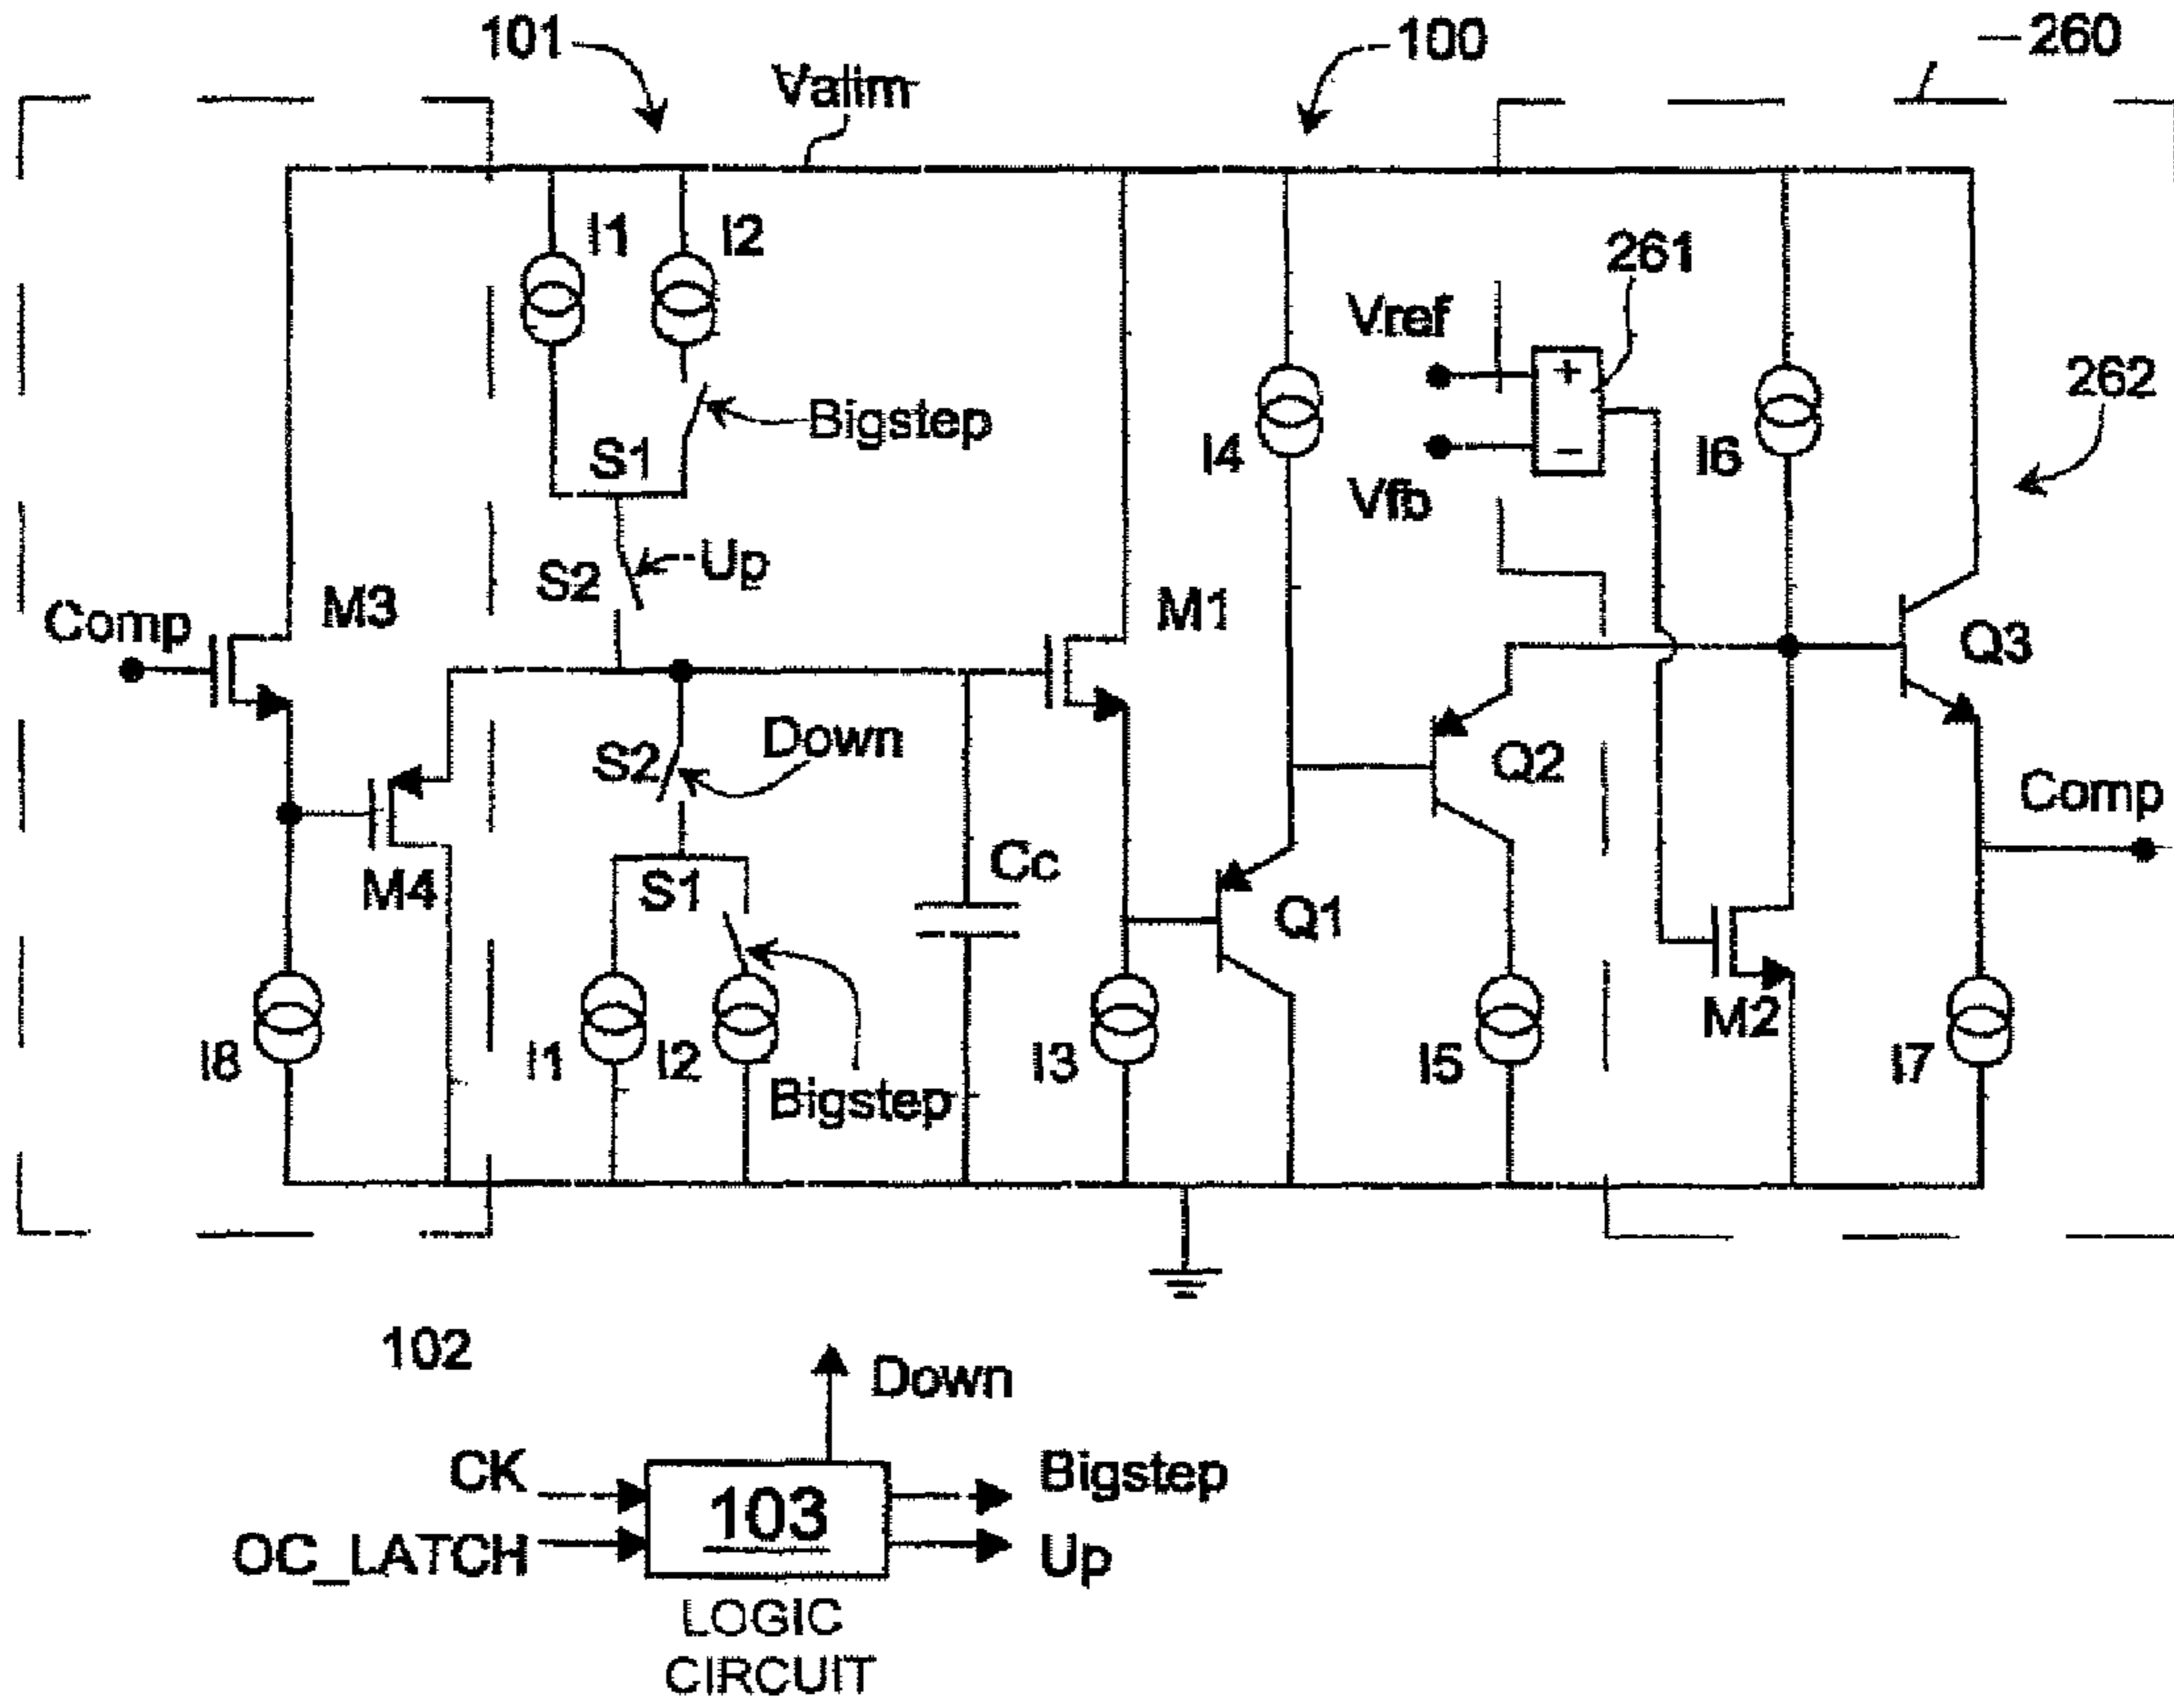 101
100
260
Valim
I1
I2
261
Vref
+
262
Bigstep
I4
−
I6
S1
Vfb
Up
S2
M3
M1
Comp
Q3
Down
S2
Q2
Comp
Cc
S1
M4
Q1
M2
I8
I1
I2
I3
I5
I7
Bigstep
102
Down
CK
Bigstep
103
OC_LATCH
Up
LOGIC
CIRCUIT